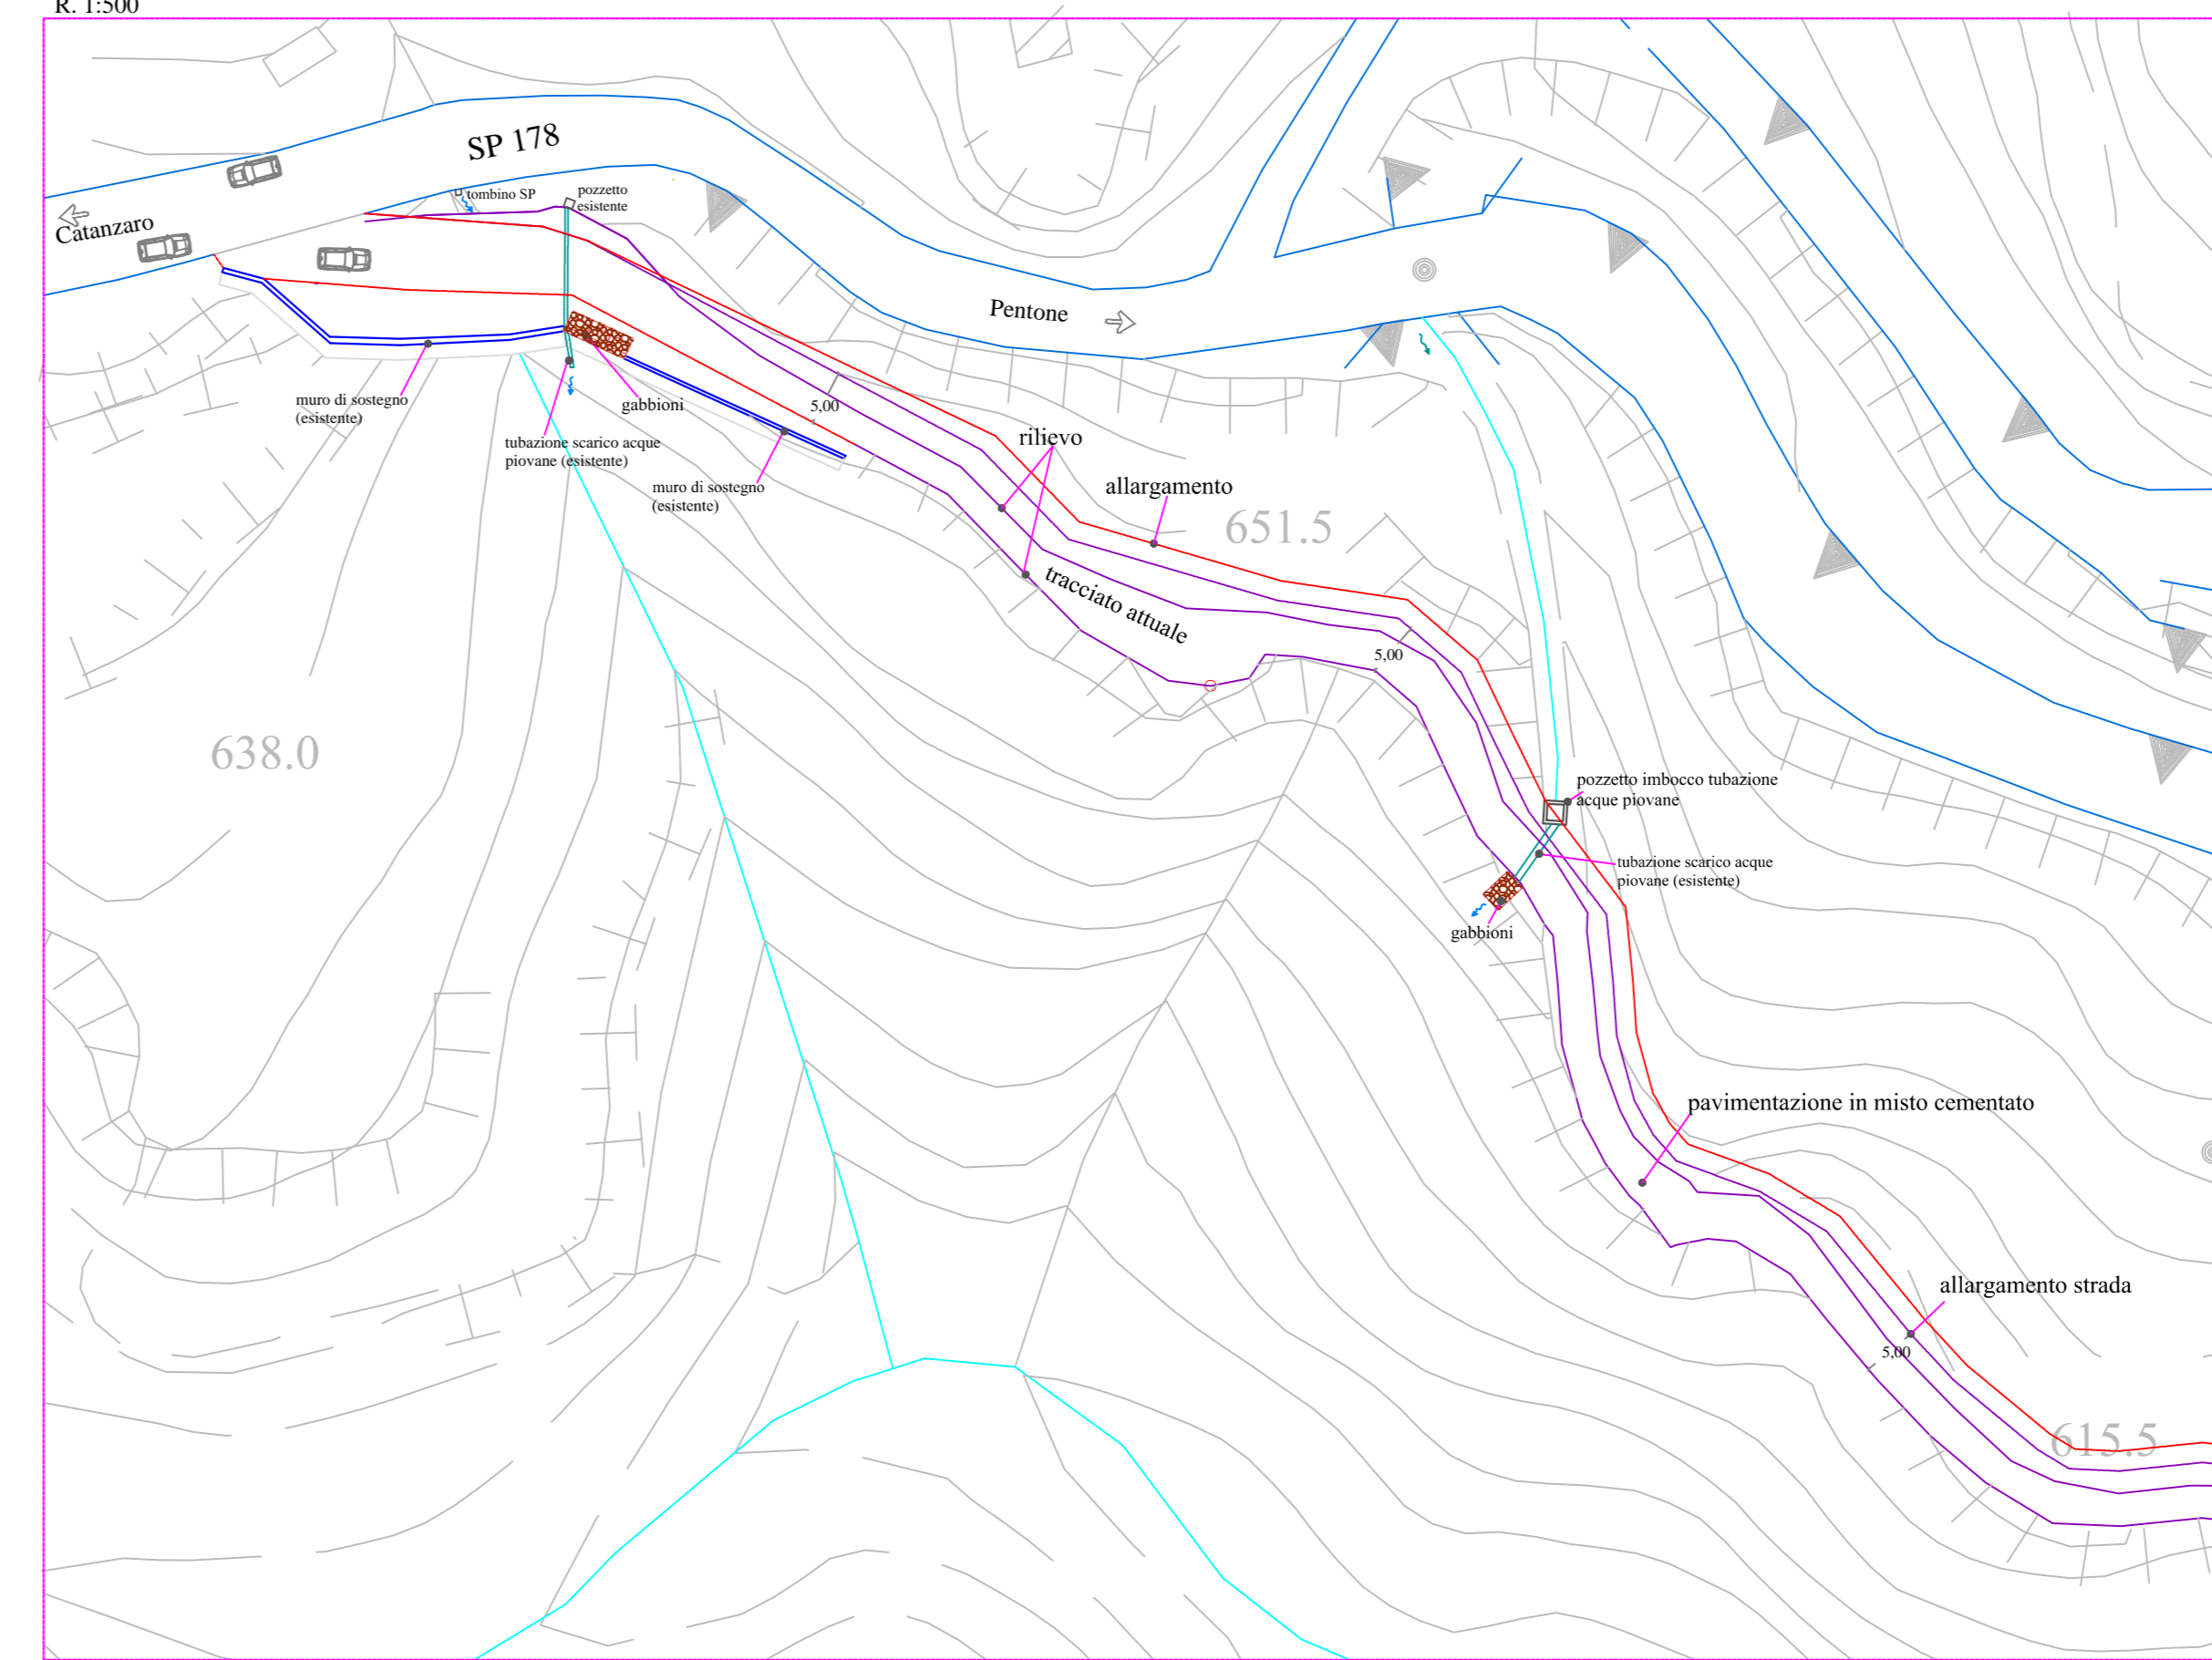 R. 1:500
SP 178
tombino SP
pozzetto
esistente
Catanzaro
Pentone
muro di sostegno
(esistente)
gabbioni
5,00
tubazione scarico acque
piovane (esistente)
rilievo
muro di sostegno
(esistente)
allargamento
651.5
tracciato attuale
5,00
638.0
pozzetto imbocco tubazione
acque piovane
tubazione scarico acque
piovane (esistente)
gabbioni
pavimentazione in misto cementato
allargamento strada
5,00
615.5